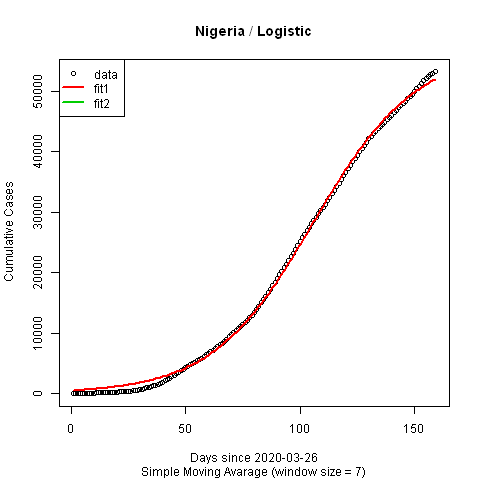 Nigeria / Logistic
data
fit1
fit2
Cumulative Cases
50000
40000
30000
20000
10000
0
0 50 100 150
Days since 2020-03-26
Simple Moving Avarage (window size = 7)